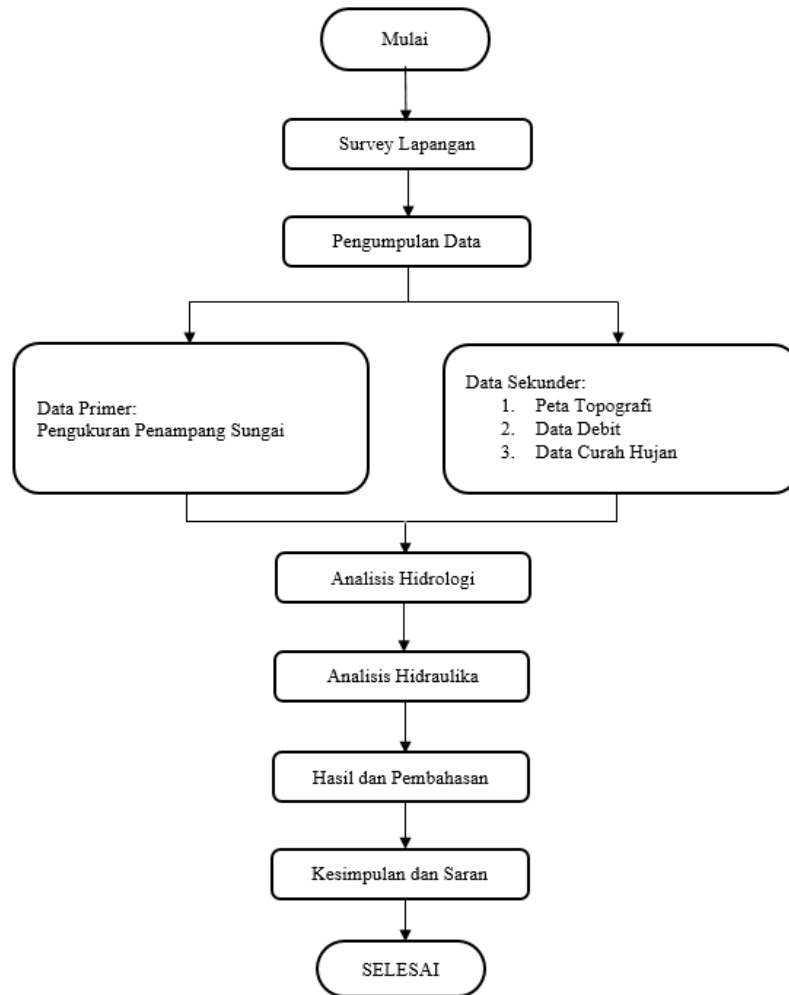 Mulai
Survey Lapangan
Pengumpulan Data
Data Primer:
Pengukuran Penampang Sungai
Data Sekunder:
1. Peta Topografi
2. Data Debit
3. Data Curah Hujan
Analisis Hidrologi
Analisis Hidraulika
Hasil dan Pembahasan
Kesimpulan dan Saran
SELESAI